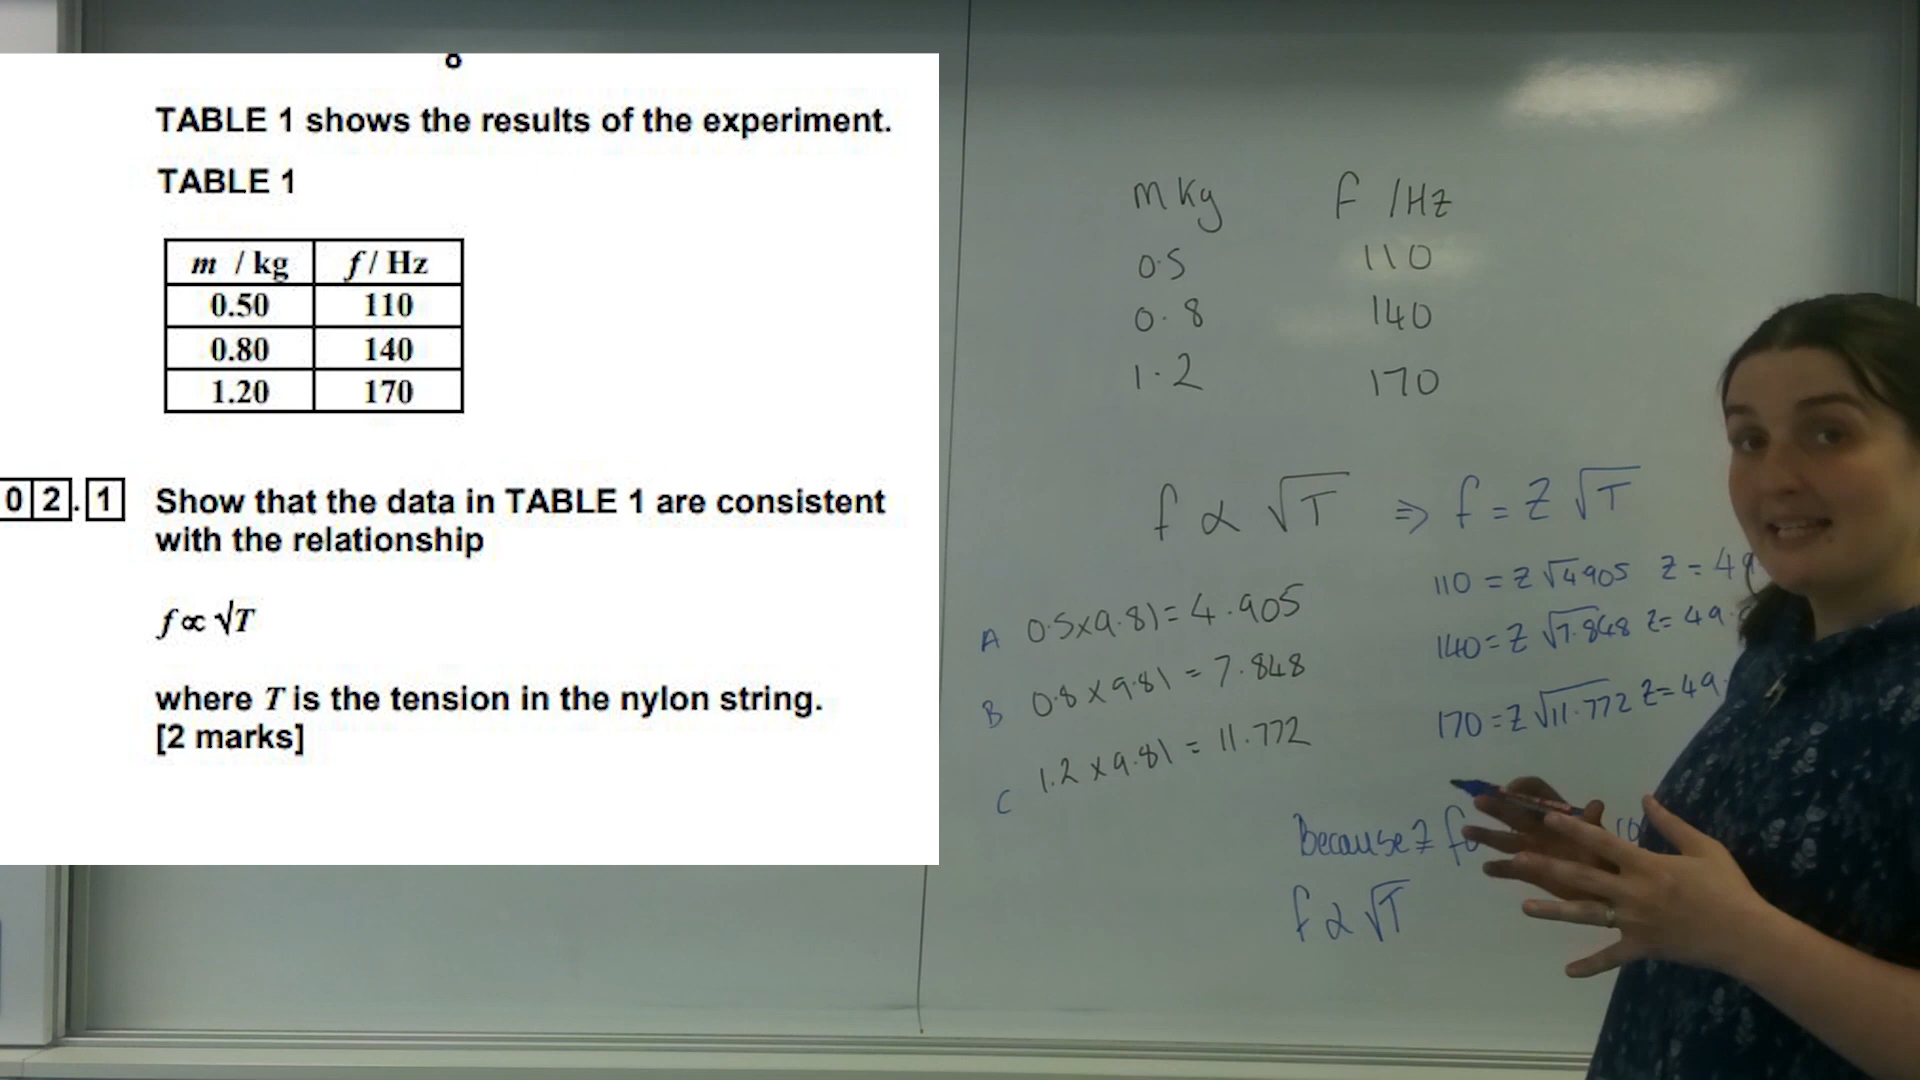 8
TABLE 1 shows the results of the experiment.
TABLE 1
m / kg f / Hz
0.50 110
0.80 140
1.20 170
02.1 Show that the data in TABLE 1 are consistent
with the relationship
f ∝ √T
where T is the tension in the nylon string.
[2 marks]
m kg f /Hz
0.5 110
0.8 140
1.2 170
f ∝ √T ⇒ f = Z √T
A 0.5 x 9.81 = 4.905
B 0.8 x 9.81 = 7.848
C 1.2 x 9.81 = 11.772
110 = Z √4.905 Z = 49
140 = Z √7.848 Z = 49.
170 = Z √11.772 Z = 49.
Because Z
f ∝ √T